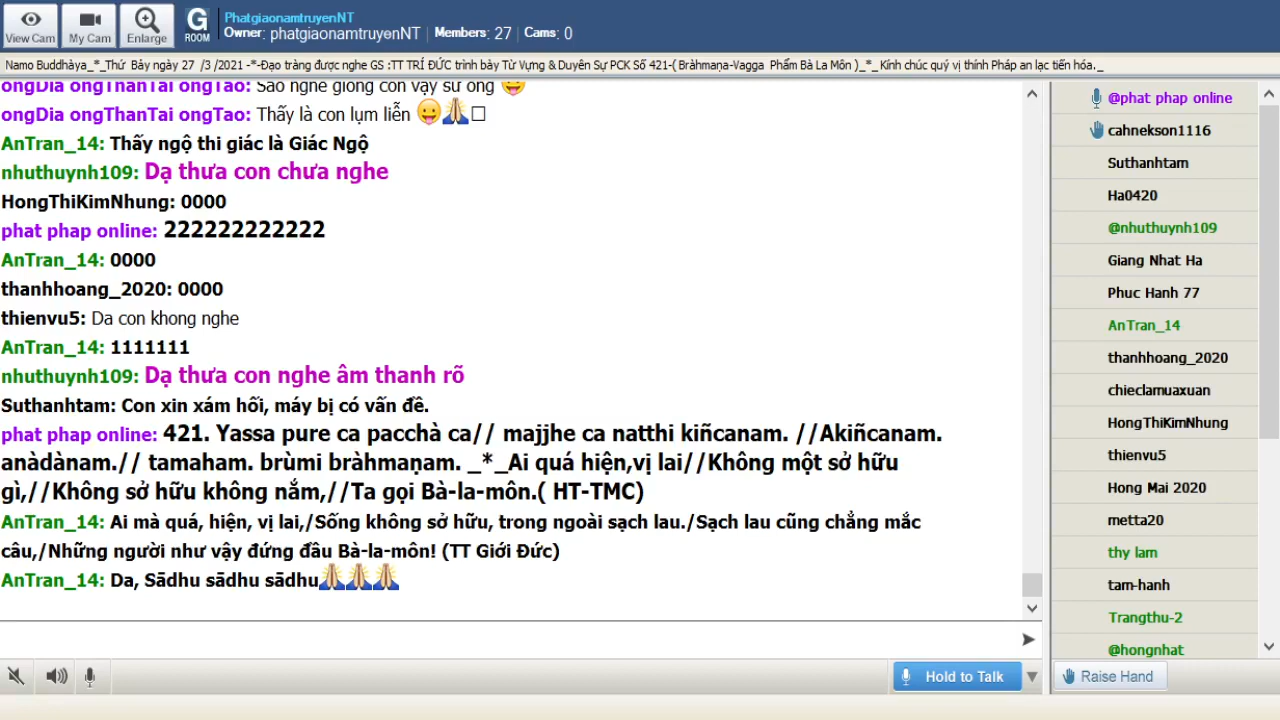 View Cam
My Cam
Enlarge
G
ROOM
PhatgiaonamtruyenNT
Owner: phatgiaonamtruyenNT | Members: 27 | Cams: 0
Namo Buddhàya_*_Thứ Bảy ngày 27 /3 /2021 -*-Đạo tràng được nghe GS :TT TRÍ ĐỨC trình bày Từ Vựng & Duyên Sự PCK Số 421-( Bràhmaṇa-Vagga Phẩm Bà La Môn )_*_ Kính chúc quý vị thính Pháp an lạc tiến hóa._
ongDia ongThanTai ongTao: Sao nghe giống con vậy sư ông 😛
ongDia ongThanTai ongTao: Thấy là con lụm liễn 😛🙏□
AnTran_14: Thấy ngộ thi giác là Giác Ngộ
nhuthuynh109: Dạ thưa con chưa nghe
HongThiKimNhung: 0000
phat phap online: 222222222222
AnTran_14: 0000
thanhhoang_2020: 0000
thienvu5: Da con khong nghe
AnTran_14: 1111111
nhuthuynh109: Dạ thưa con nghe âm thanh rõ
Suthanhtam: Con xin xám hối, máy bị có vấn đề.
phat phap online: 421. Yassa pure ca pacchà ca// majjhe ca natthi kiñcanam. //Akiñcanam.
anàdànam.// tamaham. brùmi bràhmaṇam. _*_Ai quá hiện,vị lai//Không một sở hữu
gì,//Không sở hữu không nắm,//Ta gọi Bà-la-môn.( HT-TMC)
AnTran_14: Ai mà quá, hiện, vị lai,/Sống không sở hữu, trong ngoài sạch lau./Sạch lau cũng chẳng mắc
câu,/Những người như vậy đứng đầu Bà-la-môn! (TT Giới Đức)
AnTran_14: Da, Sādhu sādhu sādhu🙏🙏🙏
Hold to Talk
@phat phap online
cahnekson1116
Suthanhtam
Ha0420
@nhuthuynh109
Giang Nhat Ha
Phuc Hanh 77
AnTran_14
thanhhoang_2020
chieclamuaxuan
HongThiKimNhung
thienvu5
Hong Mai 2020
metta20
thy lam
tam-hanh
Trangthu-2
@hongnhat
Raise Hand